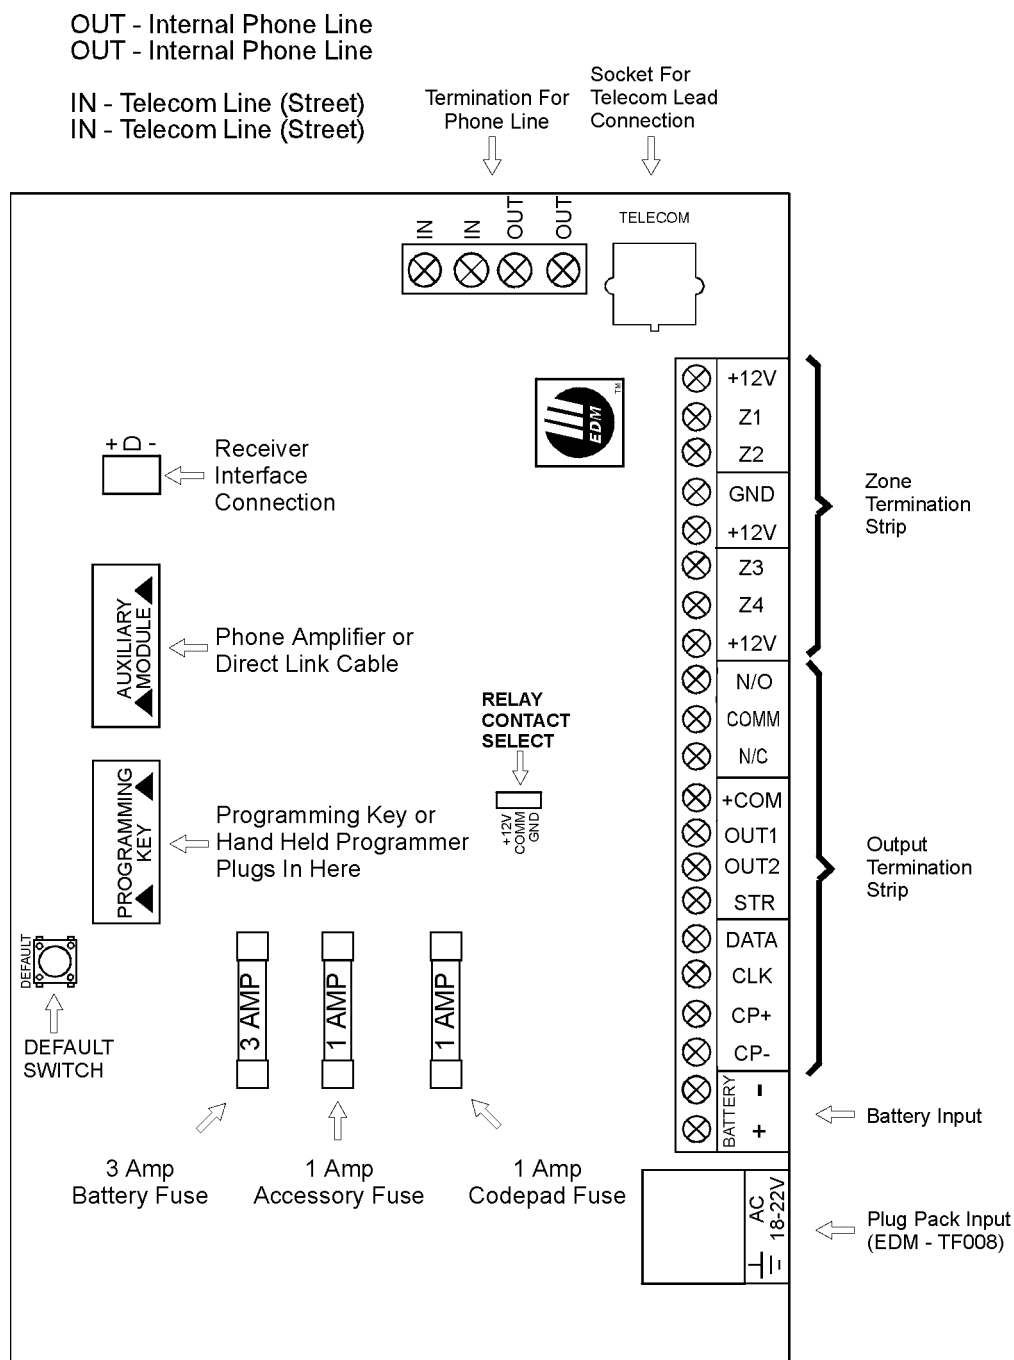 OUT - Internal Phone Line
OUT - Internal Phone Line
IN - Telecom Line (Street)
IN - Telecom Line (Street)
Termination For
Phone Line
Socket For
Telecom Lead
Connection
IN
IN
OUT
OUT
TELECOM
EDM
TM
+12V
Z1
Z2
GND
+12V
Z3
Z4
+12V
Zone
Termination
Strip
+ D -
Receiver
Interface
Connection
AUXILIARY
MODULE
Phone Amplifier or
Direct Link Cable
RELAY
CONTACT
SELECT
+12V
COMM
GND
PROGRAMMING
KEY
Programming Key or
Hand Held Programmer
Plugs In Here
N/O
COMM
N/C
+COM
OUT1
OUT2
STR
DATA
CLK
CP+
CP-
Output
Termination
Strip
DEFAULT
DEFAULT
SWITCH
3 AMP
1 AMP
1 AMP
3 Amp
Battery Fuse
1 Amp
Accessory Fuse
1 Amp
Codepad Fuse
BATTERY
-
+
Battery Input
AC
18-22V
Plug Pack Input
(EDM - TF008)